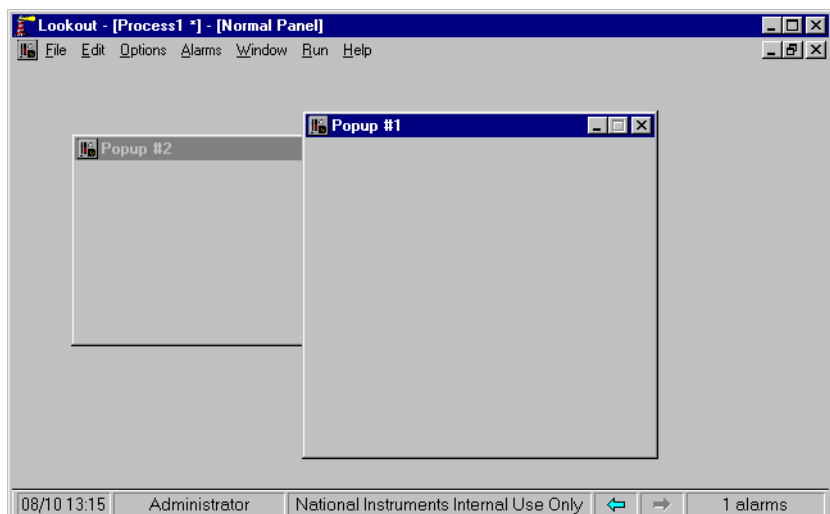 Lookout - [Process1 *] - [Normal Panel]
File Edit Options Alarms Window Run Help
Popup #1
Popup #2
08/10 13:15 Administrator National Instruments Internal Use Only 1 alarms